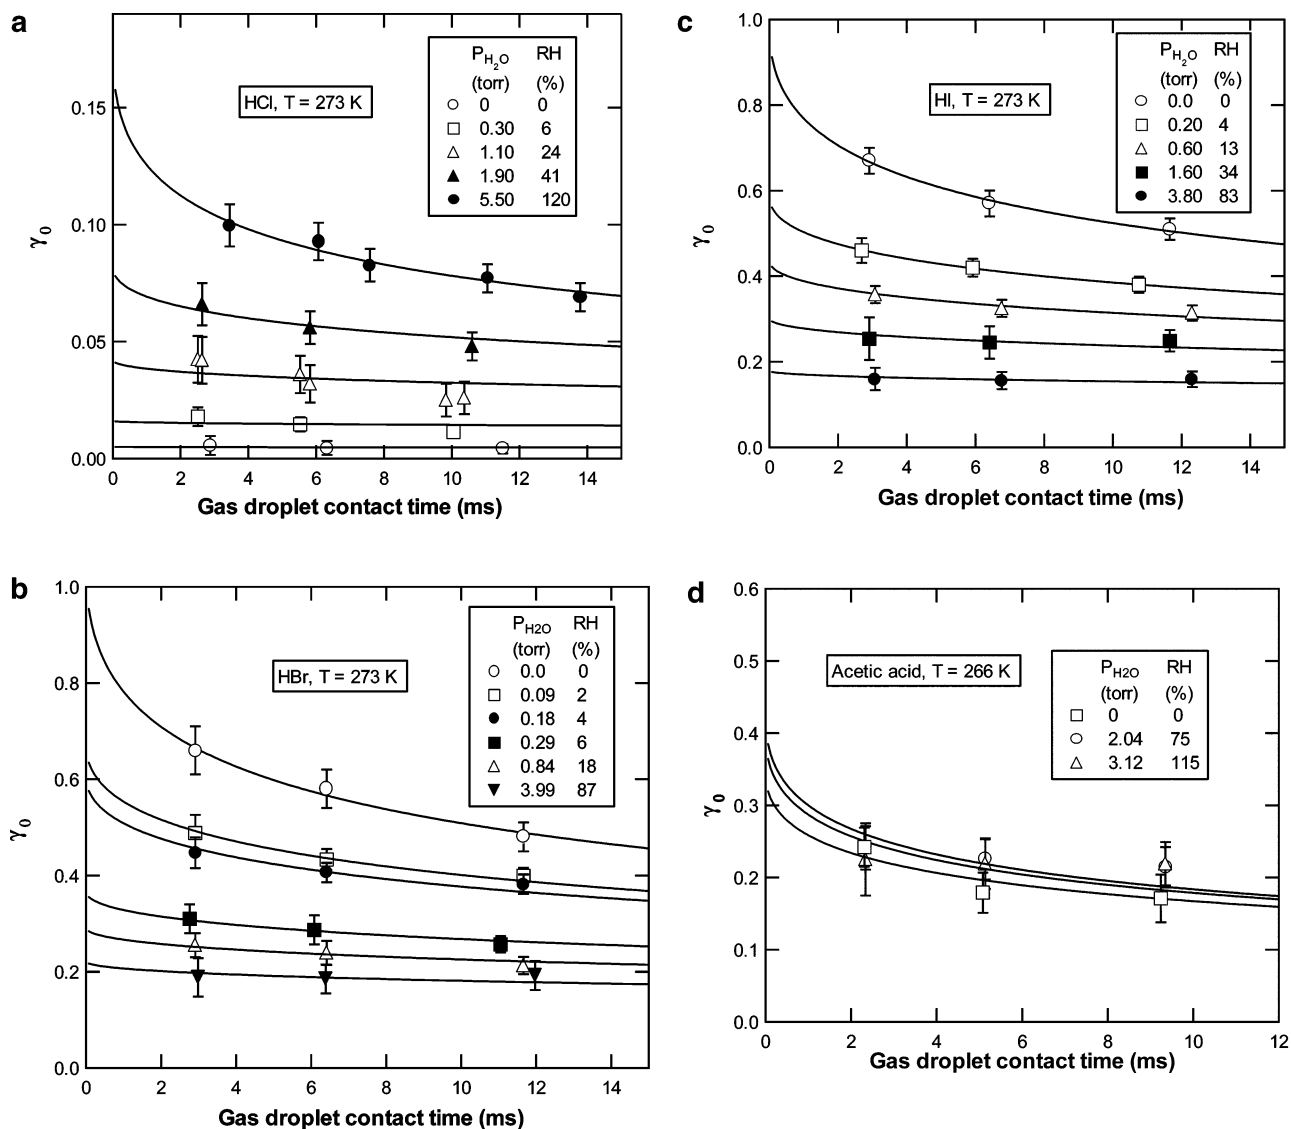 a
P_H₂O RH
(torr) (%)
0 0
0.30 6
1.10 24
1.90 41
5.50 120
HCl, T = 273 K
γ₀
0.15
0.10
0.05
0.00
0 2 4 6 8 10 12 14
Gas droplet contact time (ms)
c
P_H₂O RH
(torr) (%)
0.0 0
0.20 4
0.60 13
1.60 34
3.80 83
HI, T = 273 K
γ₀
1.0
0.8
0.6
0.4
0.2
0.0
0 2 4 6 8 10 12 14
Gas droplet contact time (ms)
b
P_H2O RH
(torr) (%)
0.0 0
0.09 2
0.18 4
0.29 6
0.84 18
3.99 87
HBr, T = 273 K
γ₀
1.0
0.8
0.6
0.4
0.2
0.0
0 2 4 6 8 10 12 14
Gas droplet contact time (ms)
d
P_H2O RH
(torr) (%)
0 0
2.04 75
3.12 115
Acetic acid, T = 266 K
γ₀
0.6
0.5
0.4
0.3
0.2
0.1
0.0
0 2 4 6 8 10 12
Gas droplet contact time (ms)